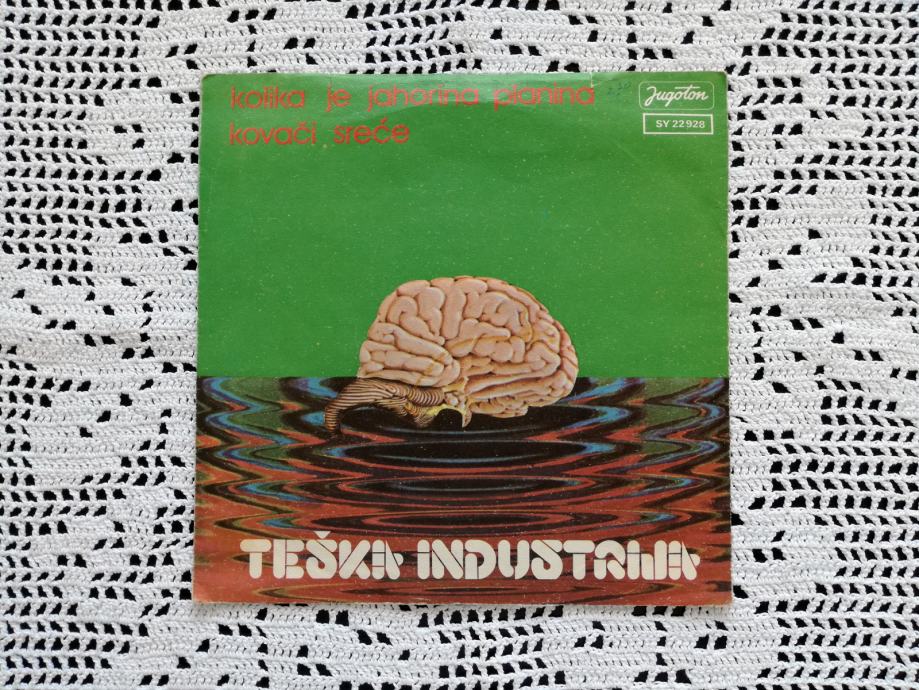 kolika je jahorina planina
kovači sreće
Jugoton
SY 22928
TEŠKA INDUSTRIJA